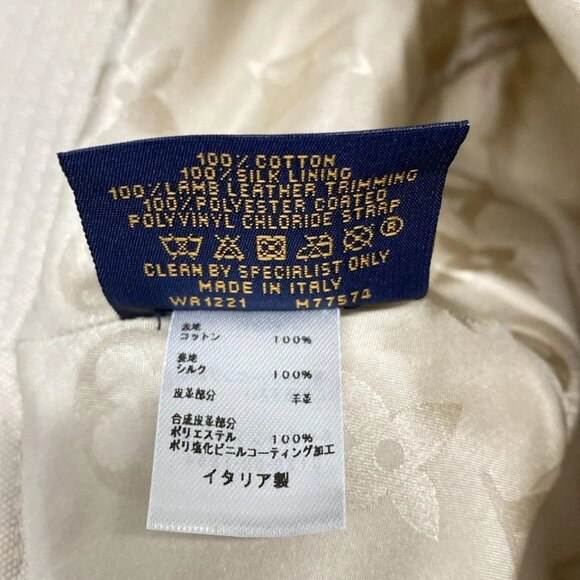 100% COTTON
100% SILK LINING
100% LAMB LEATHER TRIMMING
100% POLYESTER COATED
POLYVINYL CHLORIDE STRAP
®
CLEAN BY SPECIALIST ONLY
MADE IN ITALY
WA1221 M77574
表地
コットン 100%
裏地
シルク 100%
皮革部分 羊革
合成皮革部分
ポリエステル 100%
ポリ塩化ビニルコーティング加工
イタリア製